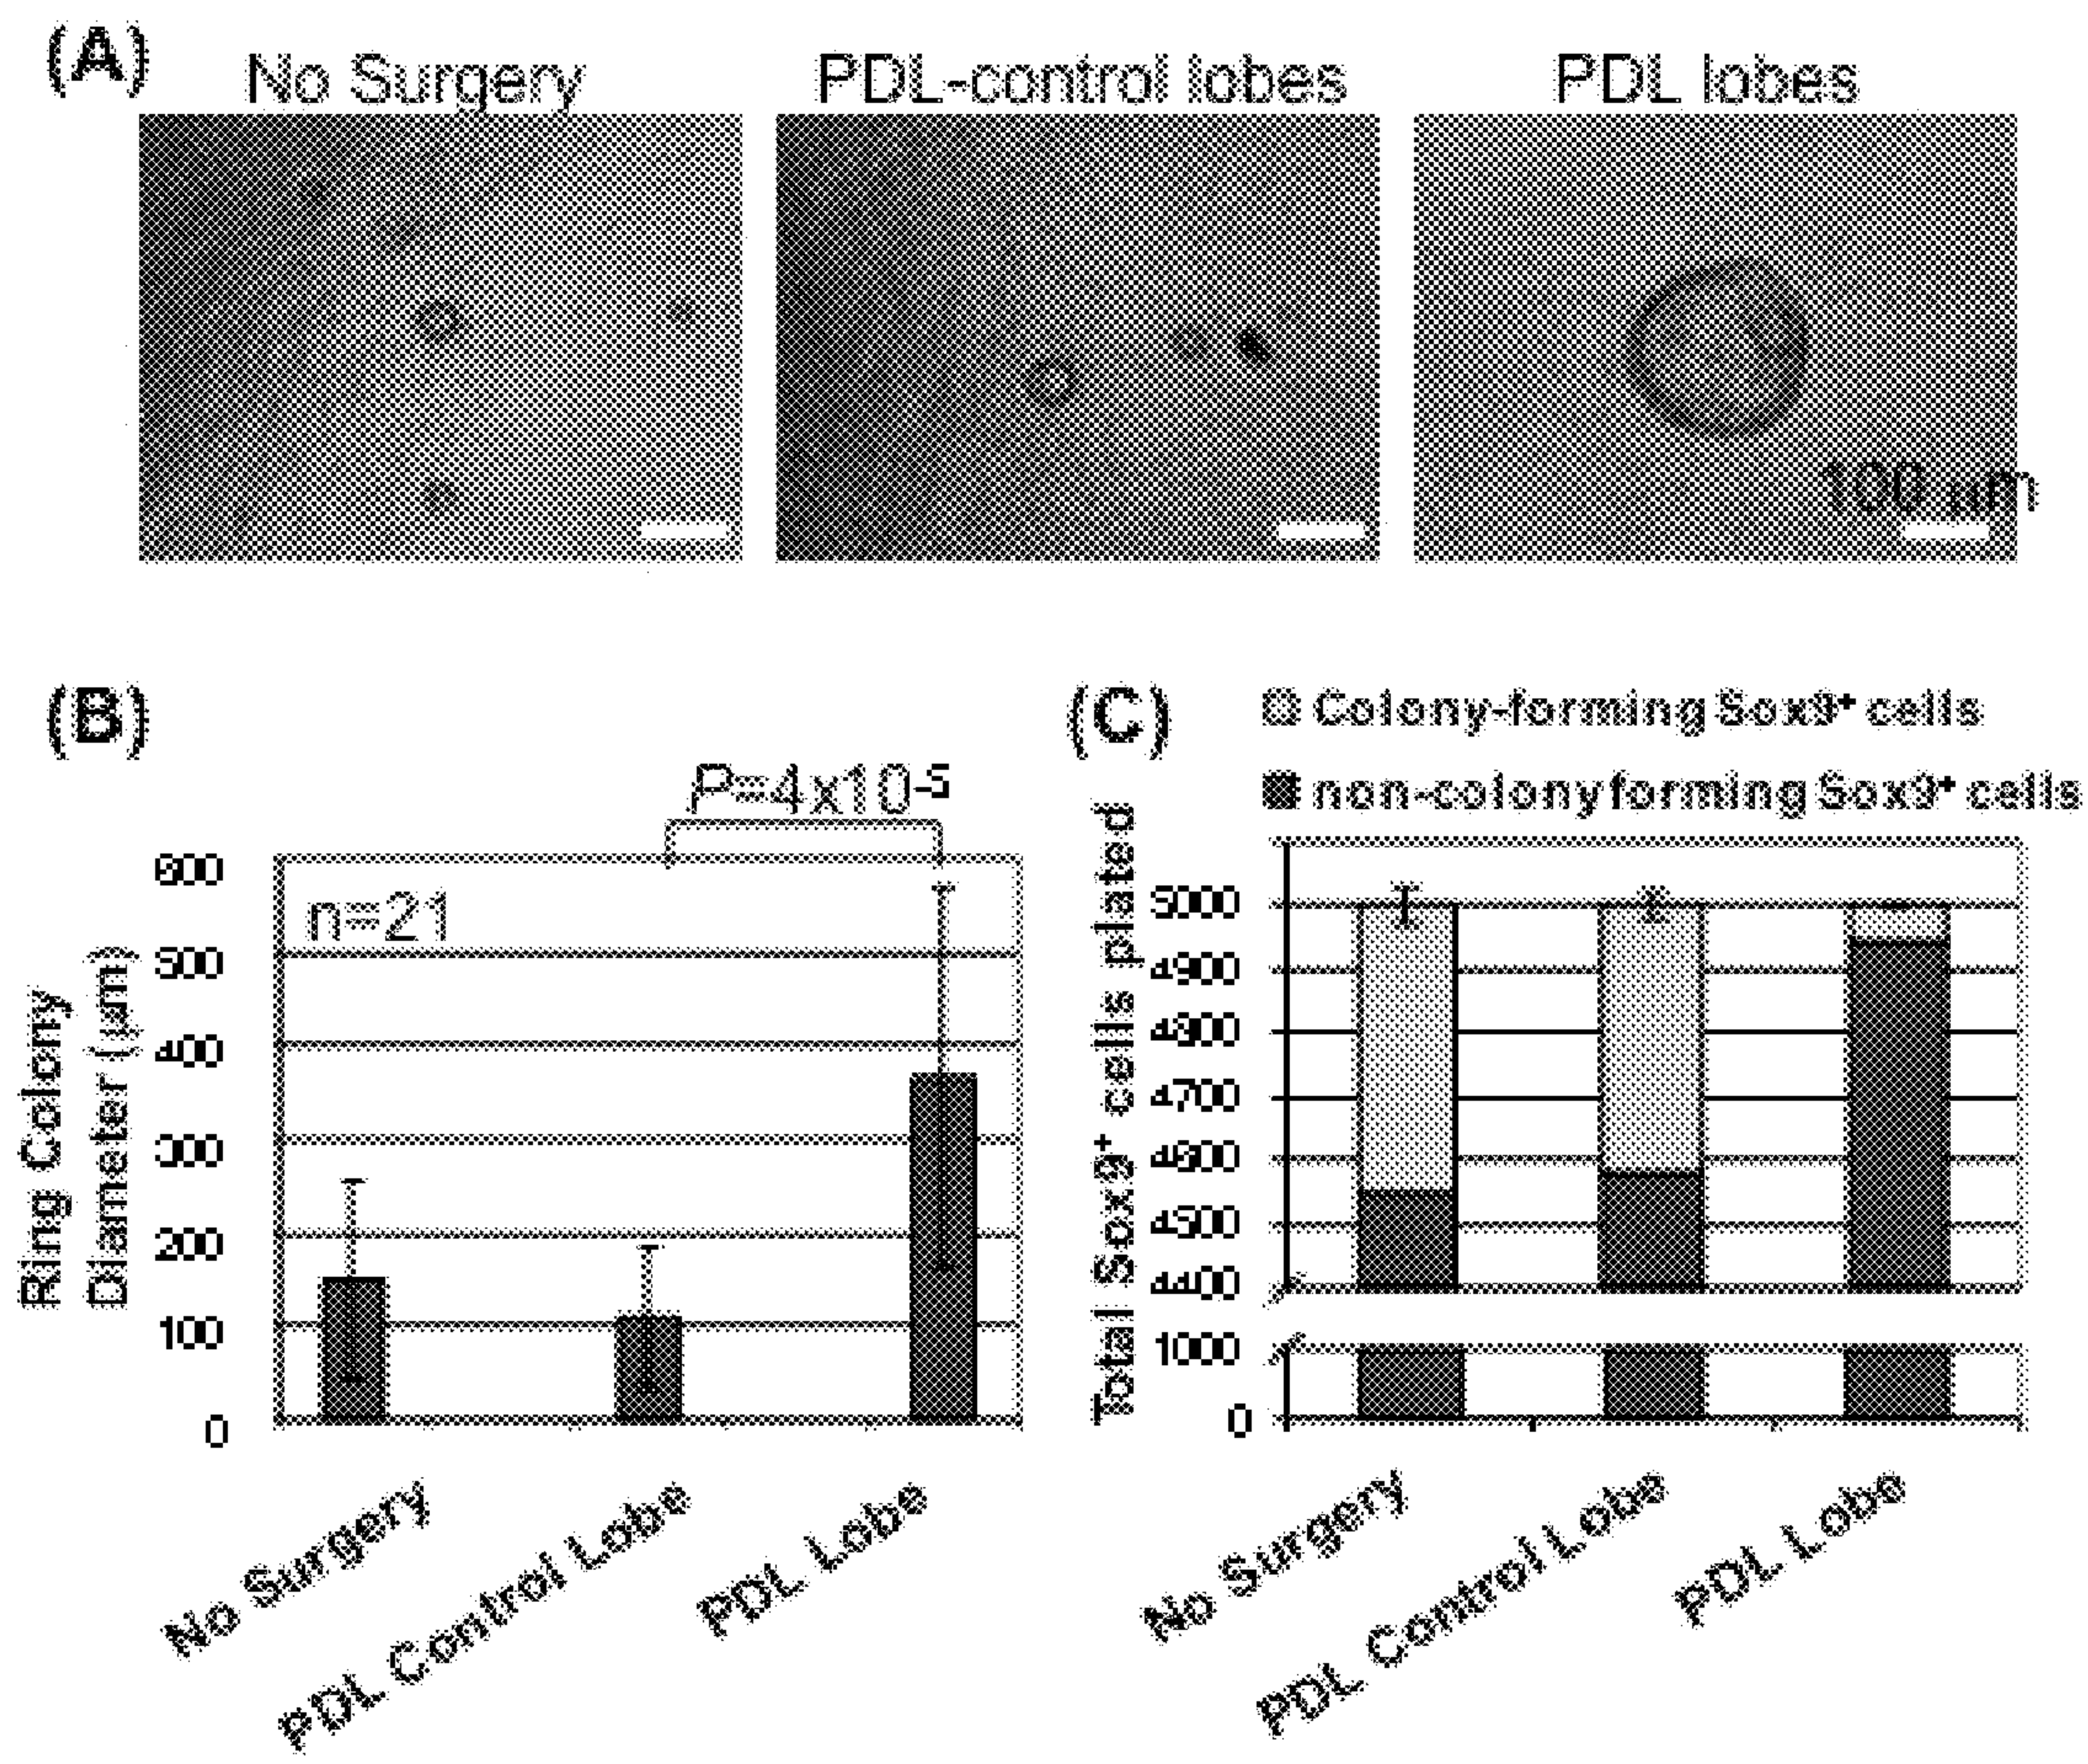 (A)
No Surgery
PDL-control lobes
PDL lobes
100 µm
(B)
P=4x10-5
n=21
Ring Colony
Diameter (µm)
600
500
400
300
200
100
0
No Surgery
PDL Control Lobe
PDL Lobe
(C)
Colony-forming Sox9+ cells
non-colony forming Sox9+ cells
Total Sox9+ cells plated
5000
4900
4800
4700
4600
4500
4400
1000
0
No Surgery
PDL Control Lobe
PDL Lobe